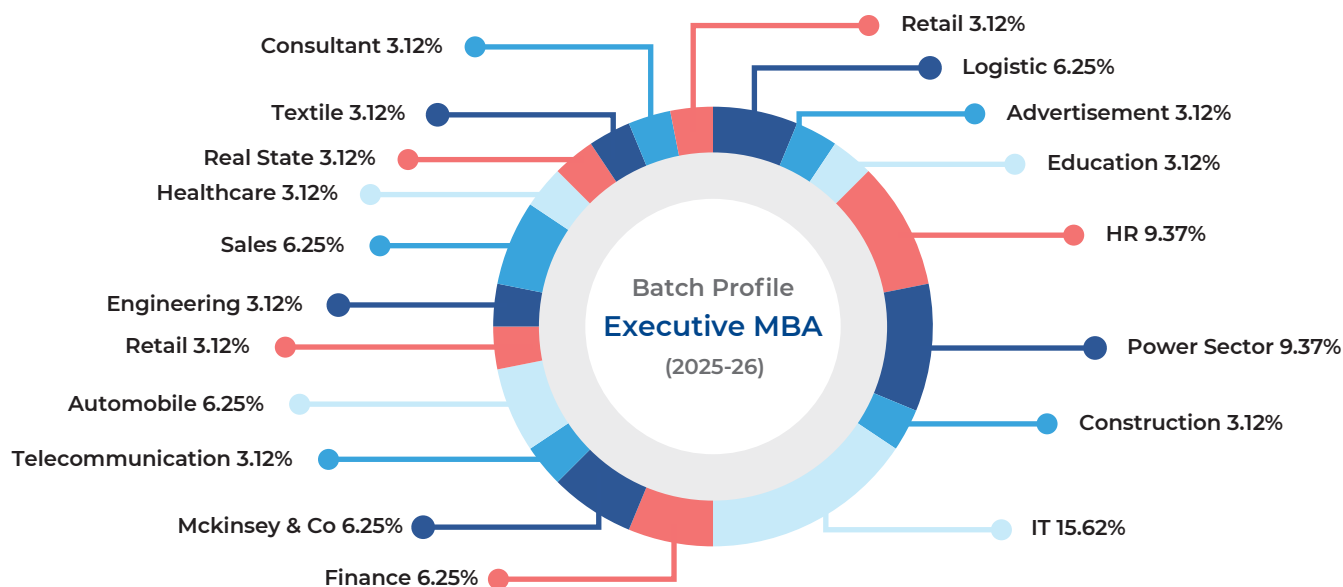 Retail 3.12%
Consultant 3.12%
Logistic 6.25%
Textile 3.12%
Advertisement 3.12%
Real State 3.12%
Education 3.12%
Healthcare 3.12%
HR 9.37%
Sales 6.25%
Batch Profile
Engineering 3.12%
Executive MBA
Retail 3.12%
Power Sector 9.37%
(2025-26)
Automobile 6.25%
Construction 3.12%
Telecommunication 3.12%
Mckinsey & Co 6.25%
IT 15.62%
Finance 6.25%